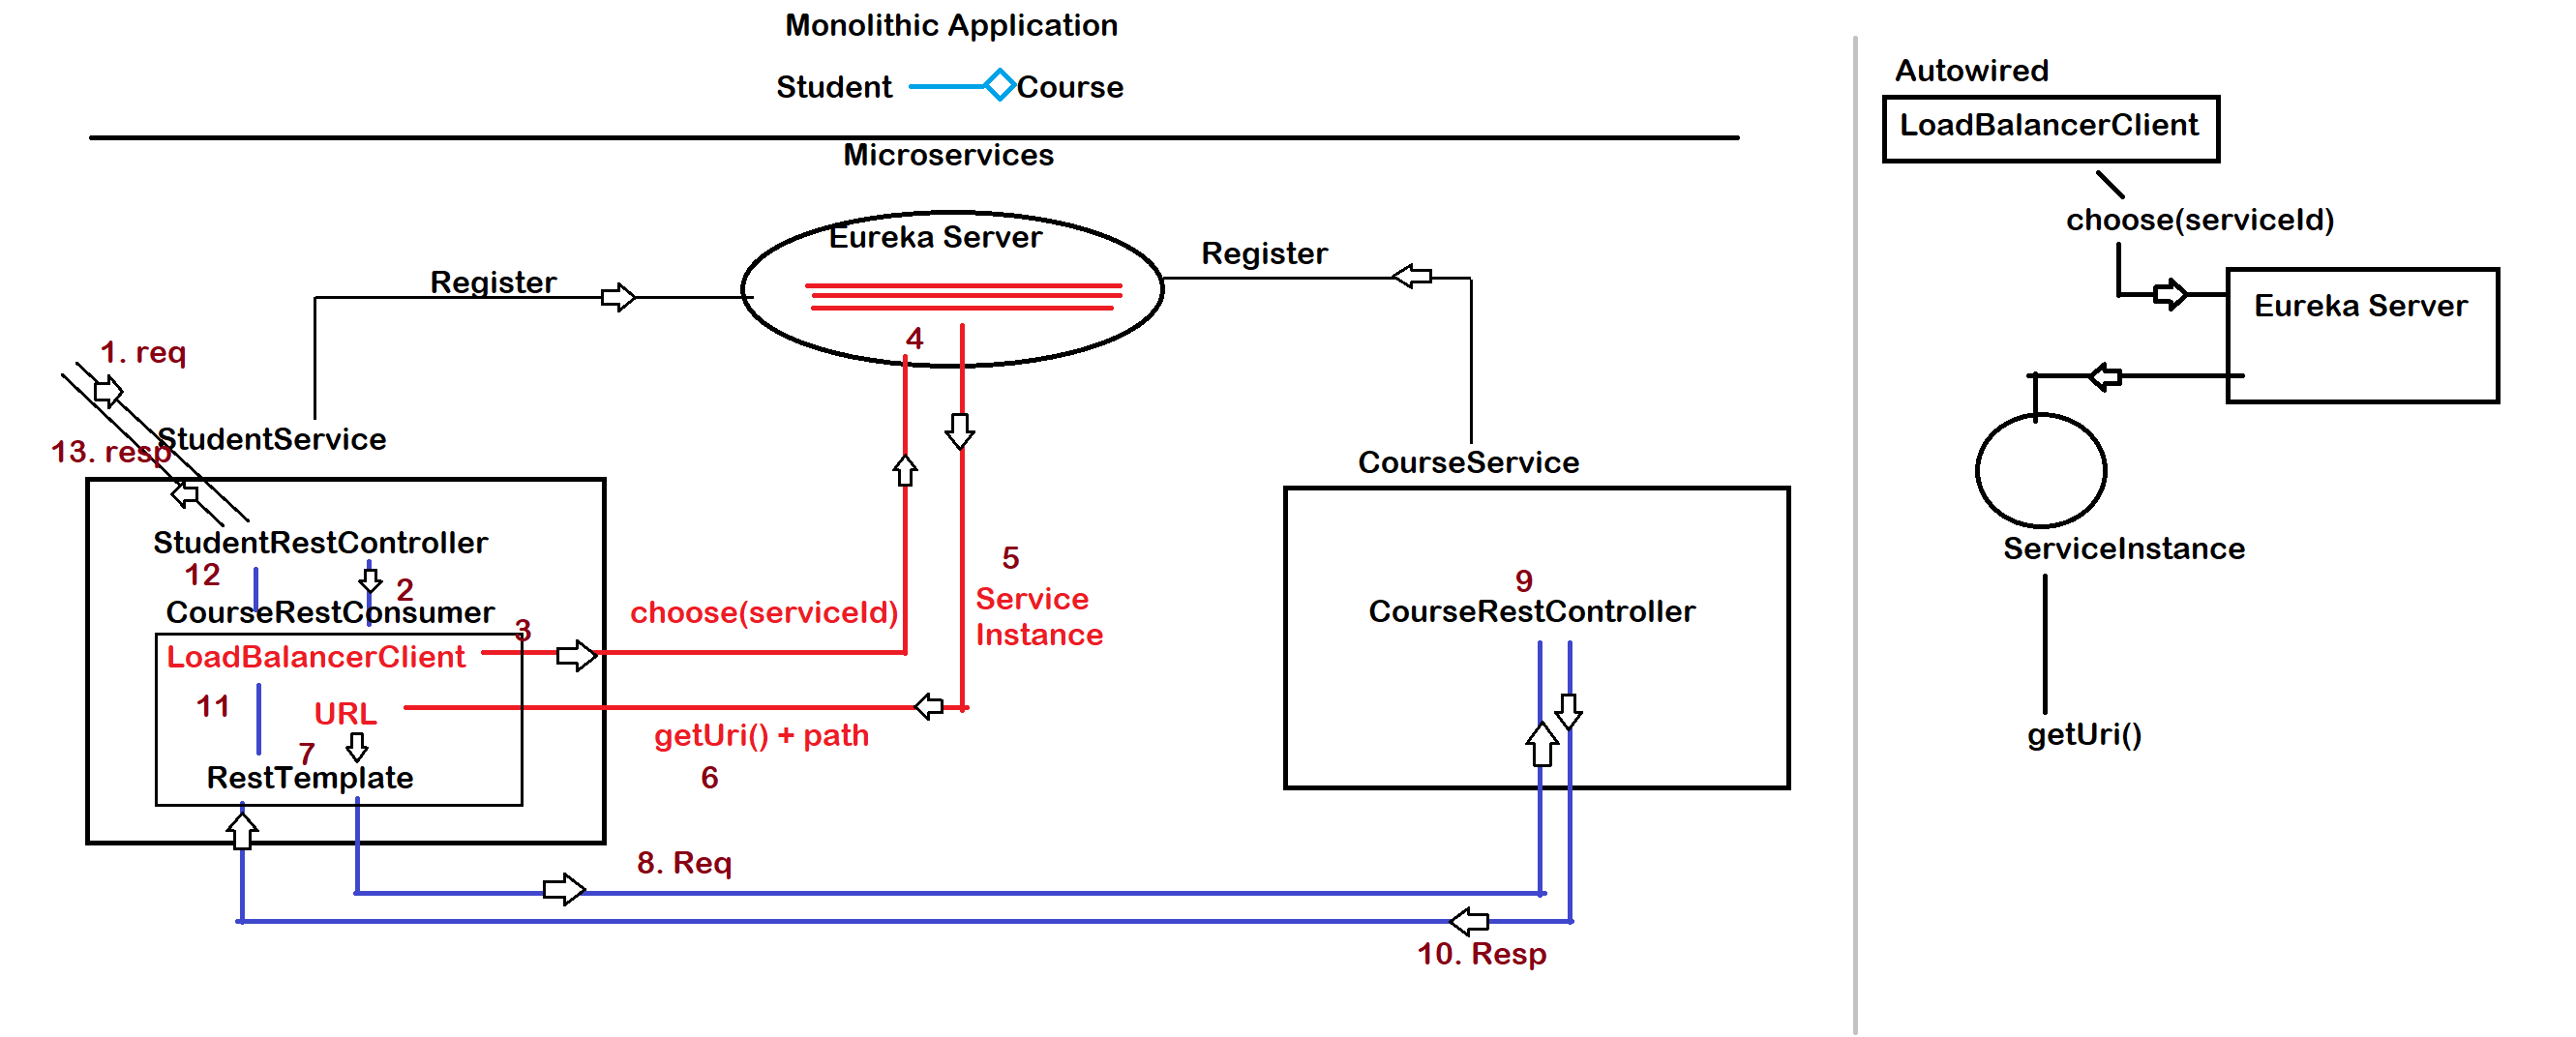 Monolithic Application
Student Course
Microservices
Eureka Server
Register
Register
4
1. req
13. resp
StudentService
StudentRestController
12
2
CourseRestConsumer
3
LoadBalancerClient
choose(serviceId)
5
Service
Instance
11
URL
getUri() + path
7
6
RestTemplate
8. Req
10. Resp
CourseService
9
CourseRestController
Autowired
LoadBalancerClient
choose(serviceId)
Eureka Server
ServiceInstance
getUri()